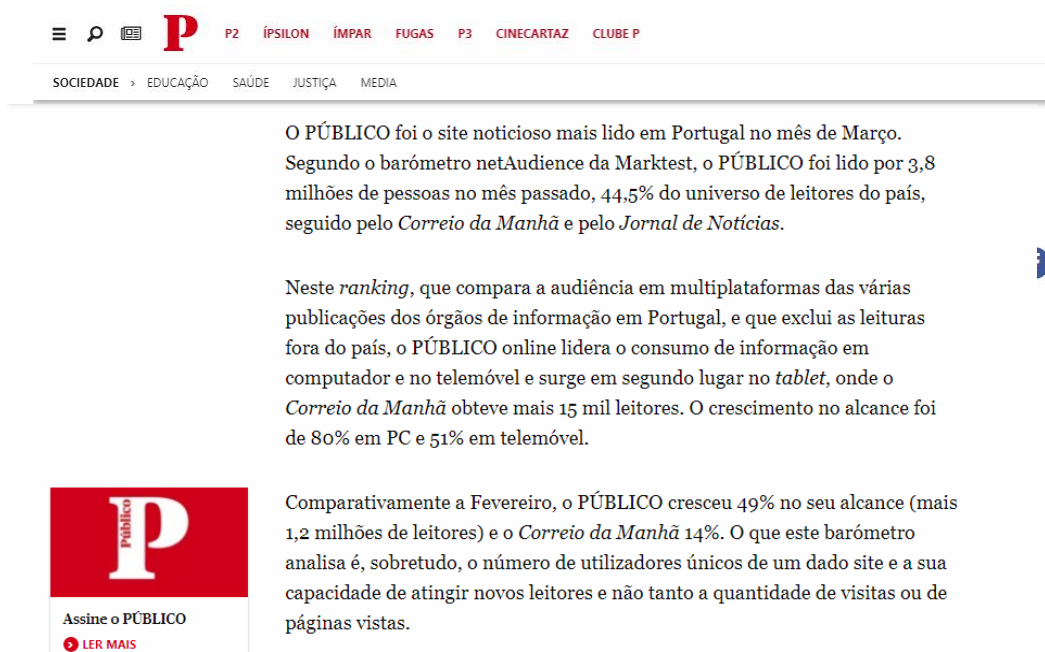 P
P2 ÍPSILON ÍMPAR FUGAS P3 CINECARTAZ CLUBE P
SOCIEDADE › EDUCAÇÃO SAÚDE JUSTIÇA MEDIA
O PÚBLICO foi o site noticioso mais lido em Portugal no mês de Março.
Segundo o barómetro netAudience da Marktest, o PÚBLICO foi lido por 3,8
milhões de pessoas no mês passado, 44,5% do universo de leitores do país,
seguido pelo Correio da Manhã e pelo Jornal de Notícias.
Neste ranking, que compara a audiência em multiplataformas das várias
publicações dos órgãos de informação em Portugal, e que exclui as leituras
fora do país, o PÚBLICO online lidera o consumo de informação em
computador e no telemóvel e surge em segundo lugar no tablet, onde o
Correio da Manhã obteve mais 15 mil leitores. O crescimento no alcance foi
de 80% em PC e 51% em telemóvel.
Comparativamente a Fevereiro, o PÚBLICO cresceu 49% no seu alcance (mais
1,2 milhões de leitores) e o Correio da Manhã 14%. O que este barómetro
analisa é, sobretudo, o número de utilizadores únicos de um dado site e a sua
capacidade de atingir novos leitores e não tanto a quantidade de visitas ou de
páginas vistas.
Público
P
Assine o PÚBLICO
LER MAIS